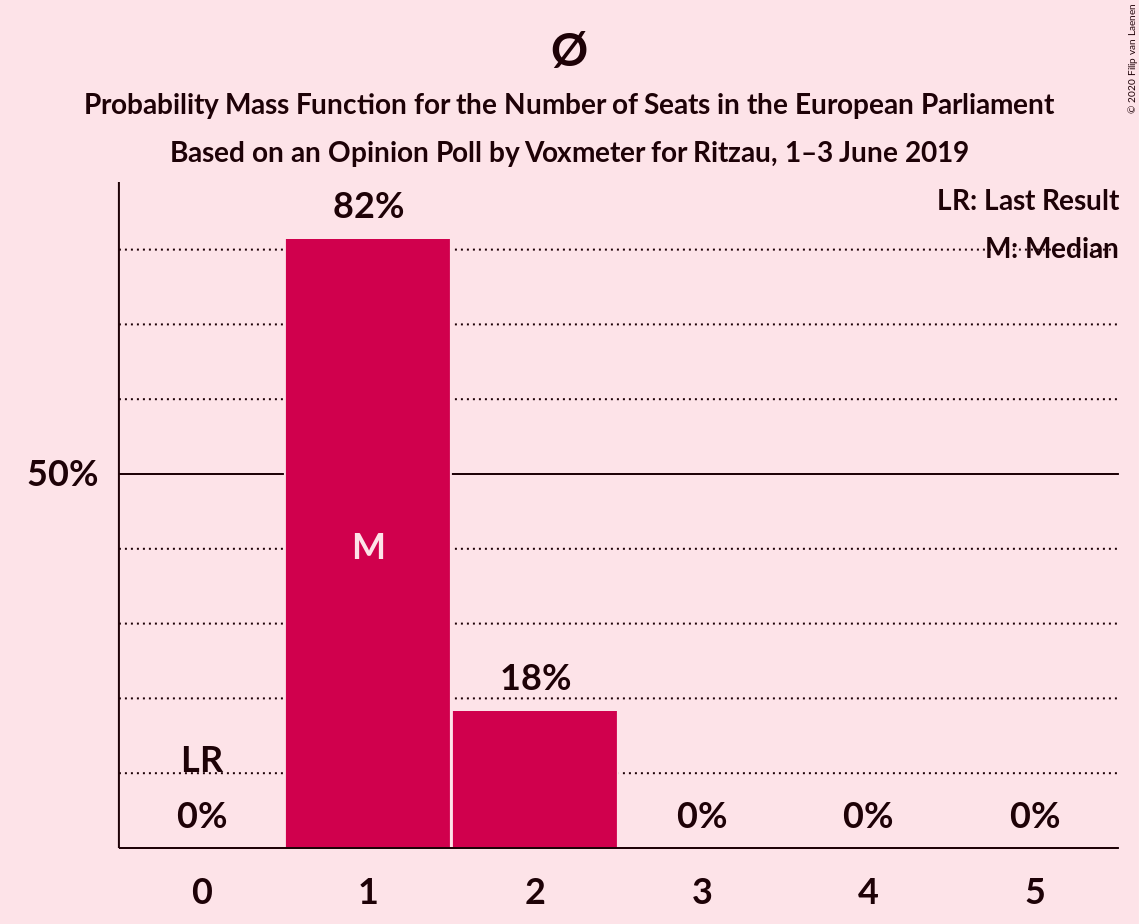 Ø
Probability Mass Function for the Number of Seats in the European Parliament
Based on an Opinion Poll by Voxmeter for Ritzau, 1–3 June 2019
© 2020 Filip van Laenen
LR: Last Result
M: Median
82%
50%
M
18%
LR
0%
0%
0%
0%
0 1 2 3 4 5